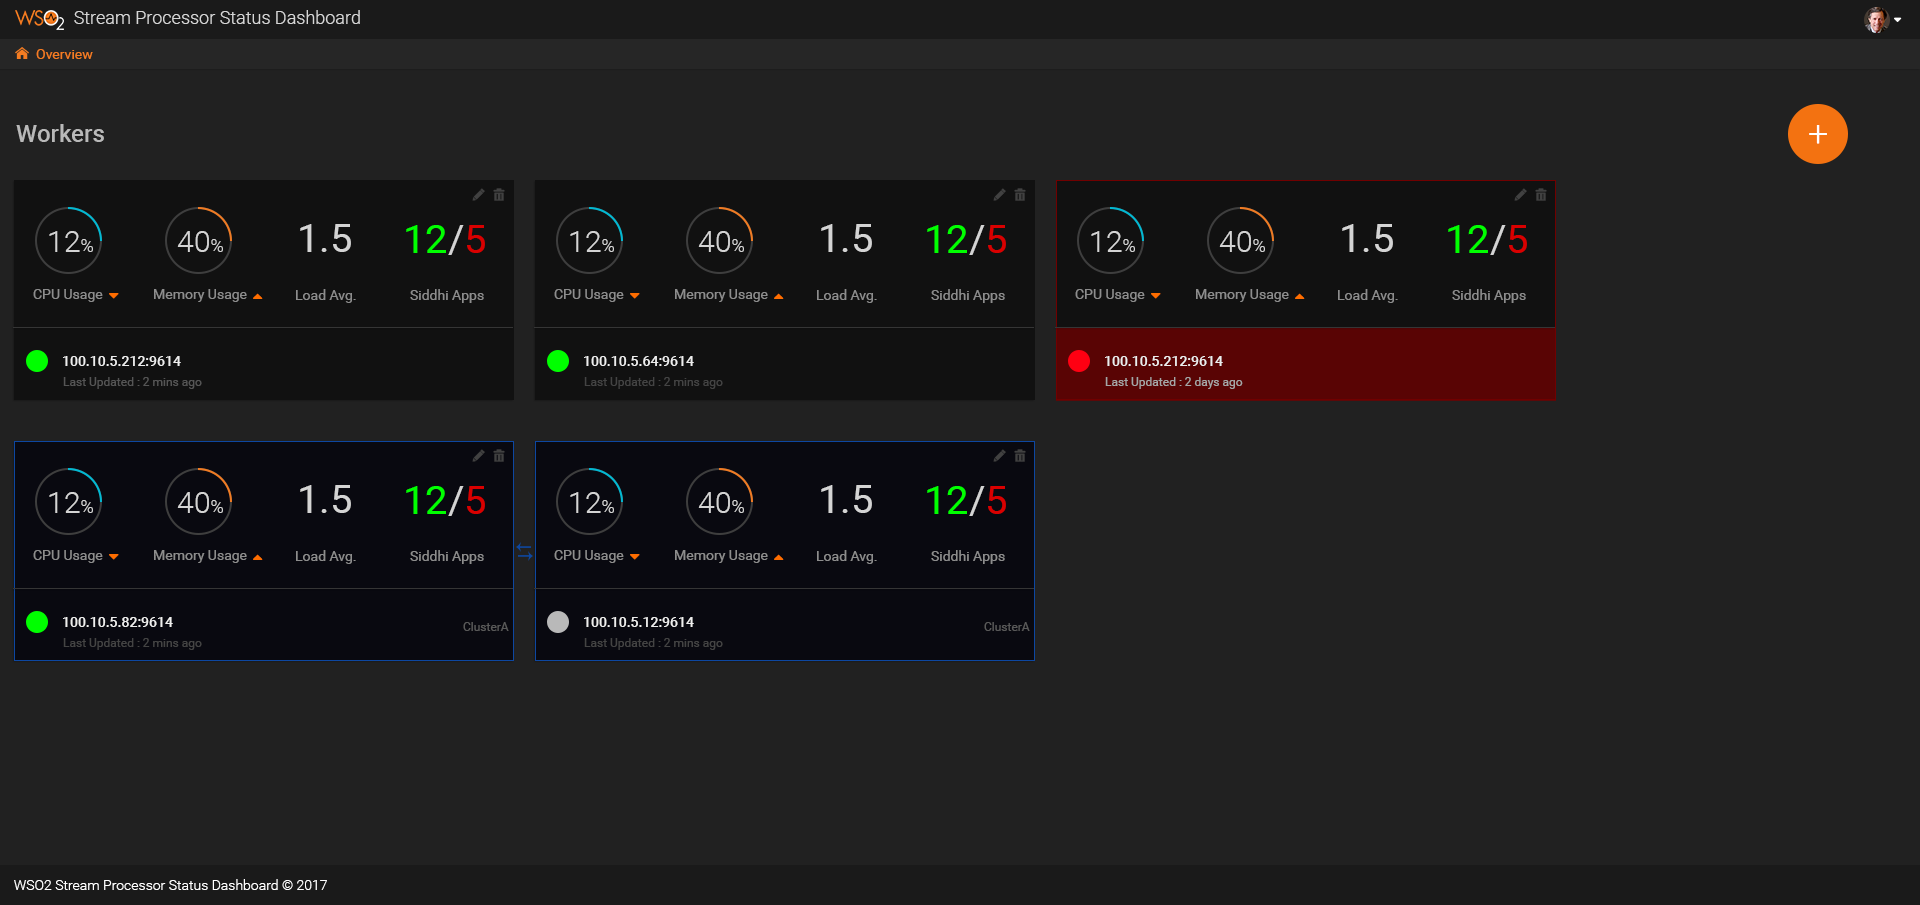 WSO2 Stream Processor Status Dashboard
Overview
Workers
12% 40% 1.5 12/5
CPU Usage Memory Usage Load Avg. Siddhi Apps
100.10.5.212:9614
Last Updated : 2 mins ago
12% 40% 1.5 12/5
CPU Usage Memory Usage Load Avg. Siddhi Apps
100.10.5.64:9614
Last Updated : 2 mins ago
12% 40% 1.5 12/5
CPU Usage Memory Usage Load Avg. Siddhi Apps
100.10.5.212:9614
Last Updated : 2 days ago
12% 40% 1.5 12/5
CPU Usage Memory Usage Load Avg. Siddhi Apps
100.10.5.82:9614
ClusterA
Last Updated : 2 mins ago
12% 40% 1.5 12/5
CPU Usage Memory Usage Load Avg. Siddhi Apps
100.10.5.12:9614
ClusterA
Last Updated : 2 mins ago
WSO2 Stream Processor Status Dashboard © 2017